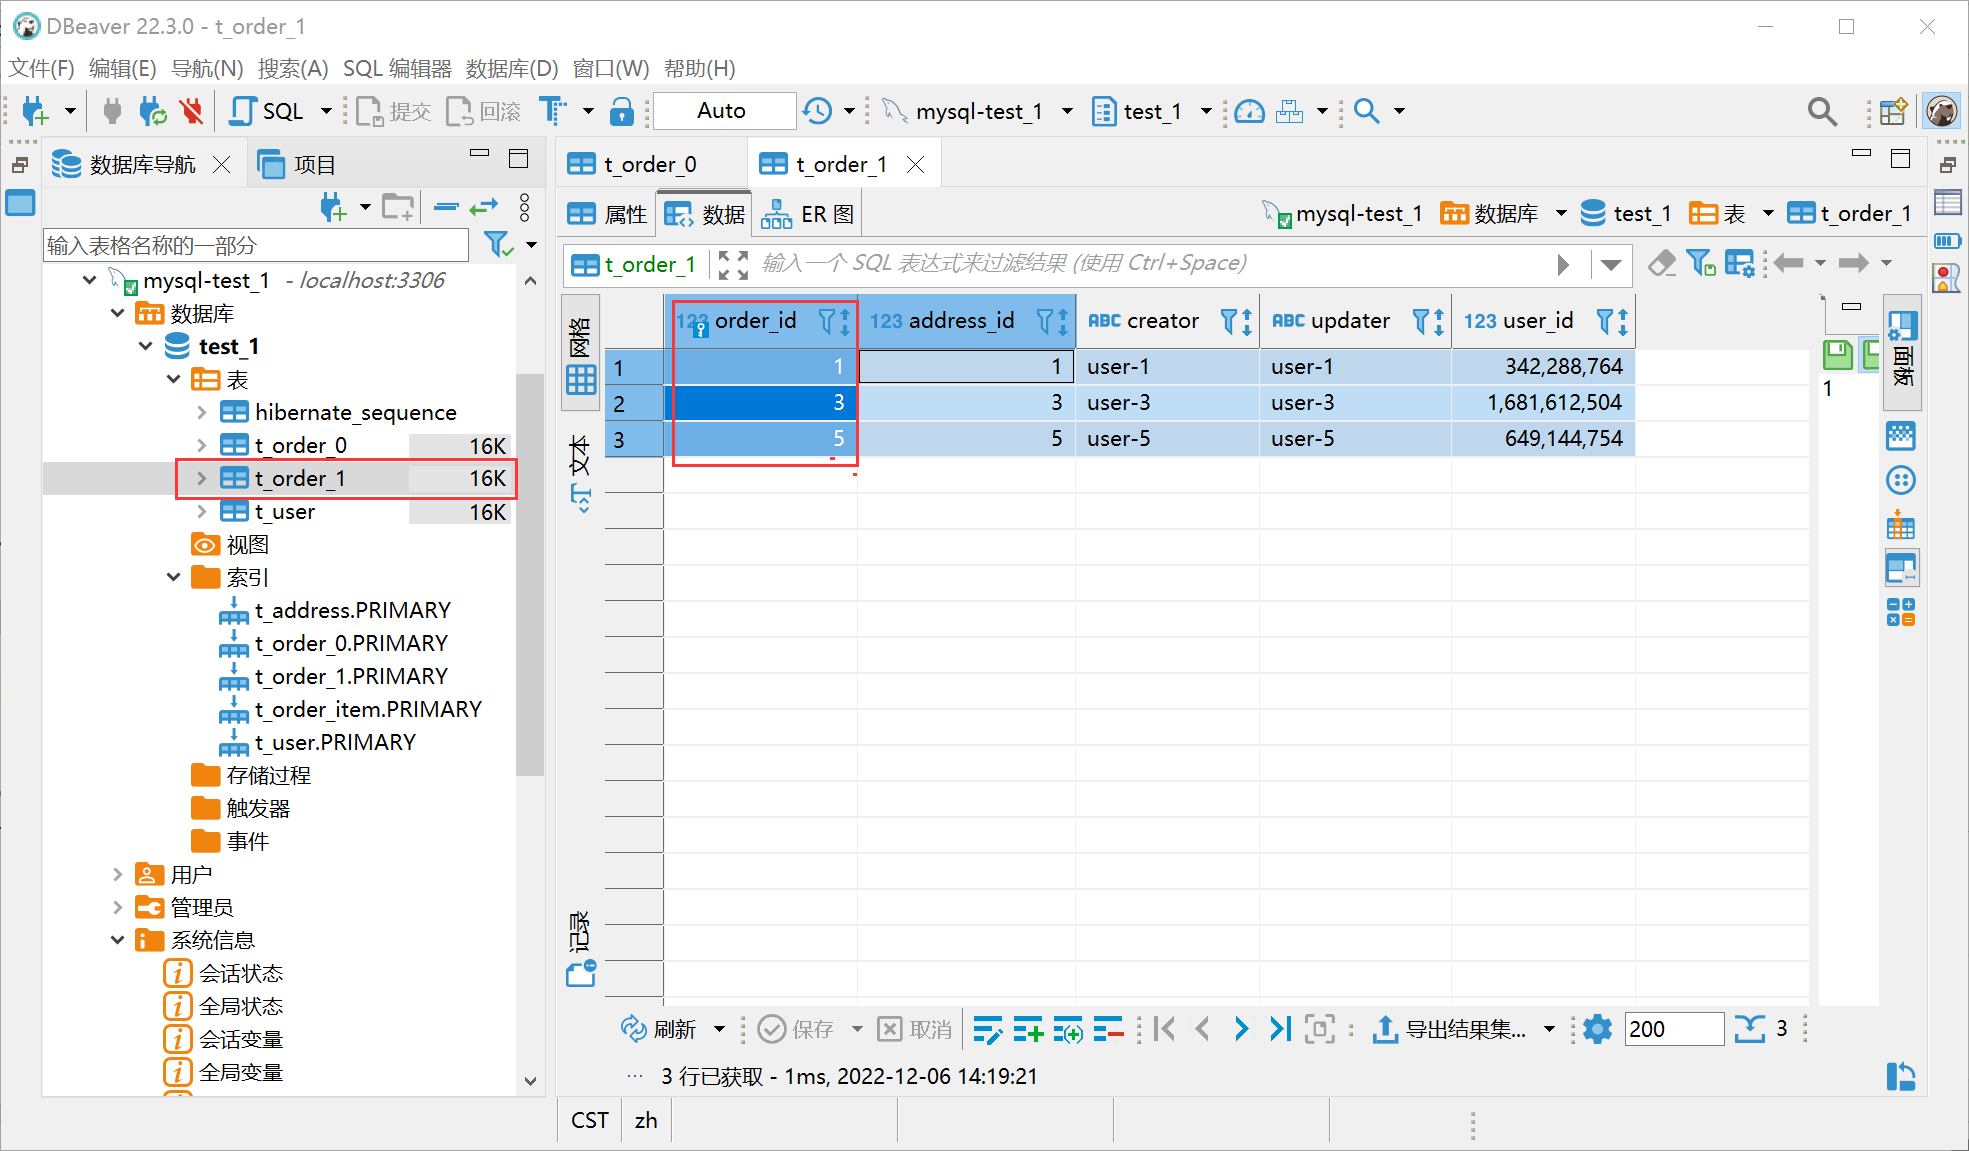 DBeaver 22.3.0 - t_order_1
文件(F) 编辑(E) 导航(N) 搜索(A) SQL 编辑器 数据库(D) 窗口(W) 帮助(H)
SQL 提交 回滚 Auto mysql-test_1 test_1
数据库导航 项目
输入表格名称的一部分
mysql-test_1 - localhost:3306
数据库
test_1
表
hibernate_sequence
t_order_0 16K
t_order_1 16K
t_user 16K
视图
索引
t_address.PRIMARY
t_order_0.PRIMARY
t_order_1.PRIMARY
t_order_item.PRIMARY
t_user.PRIMARY
存储过程
触发器
事件
用户
管理员
系统信息
会话状态
全局状态
会话变量
全局变量
t_order_0 t_order_1
属性 数据 ER 图 mysql-test_1 数据库 test_1 表 t_order_1
t_order_1 输入一个 SQL 表达式来过滤结果 (使用 Ctrl+Space)
网格
文本
记录
123 order_id 123 address_id ABC creator ABC updater 123 user_id
1 1 1 user-1 user-1 342,288,764
2 3 3 user-3 user-3 1,681,612,504
3 5 5 user-5 user-5 649,144,754
面板
1
刷新 保存 取消 导出结果集... 200 3
3 行已获取 - 1ms, 2022-12-06 14:19:21
CST zh